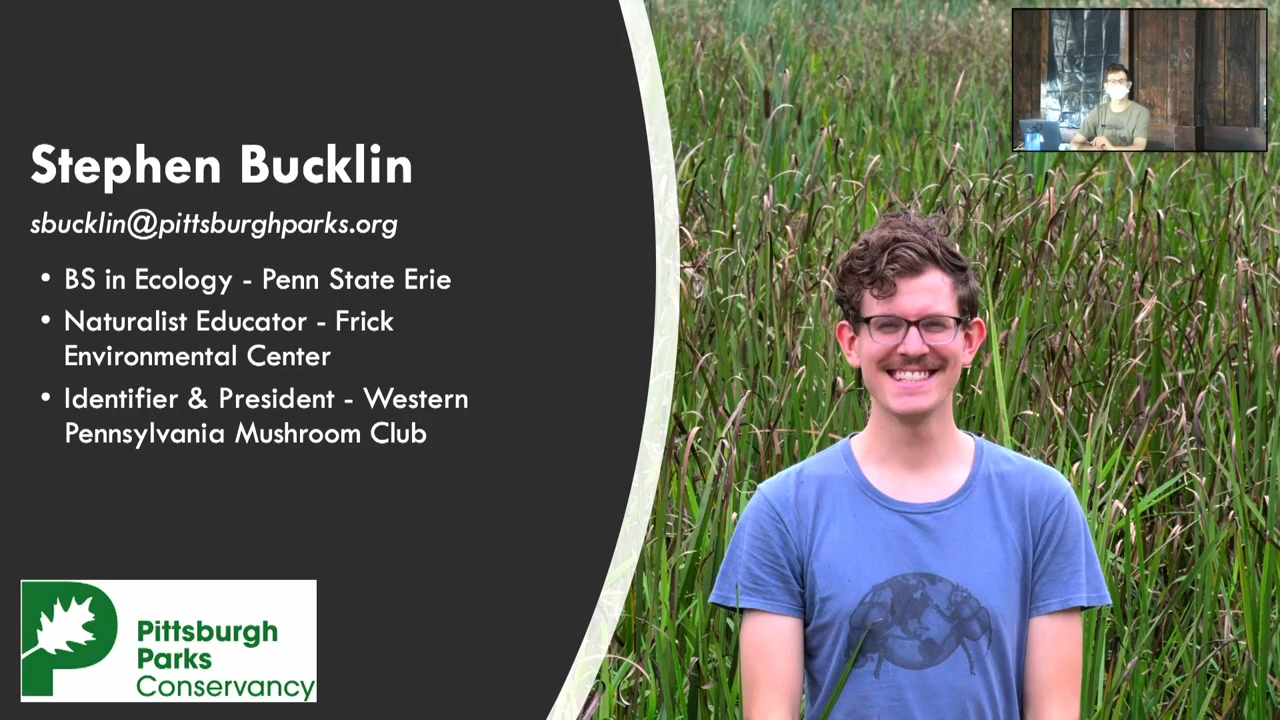 Stephen Bucklin
sbucklin@pittsburghparks.org
• BS in Ecology - Penn State Erie
• Naturalist Educator - Frick
Environmental Center
• Identifier & President - Western
Pennsylvania Mushroom Club
Pittsburgh
Parks
Conservancy